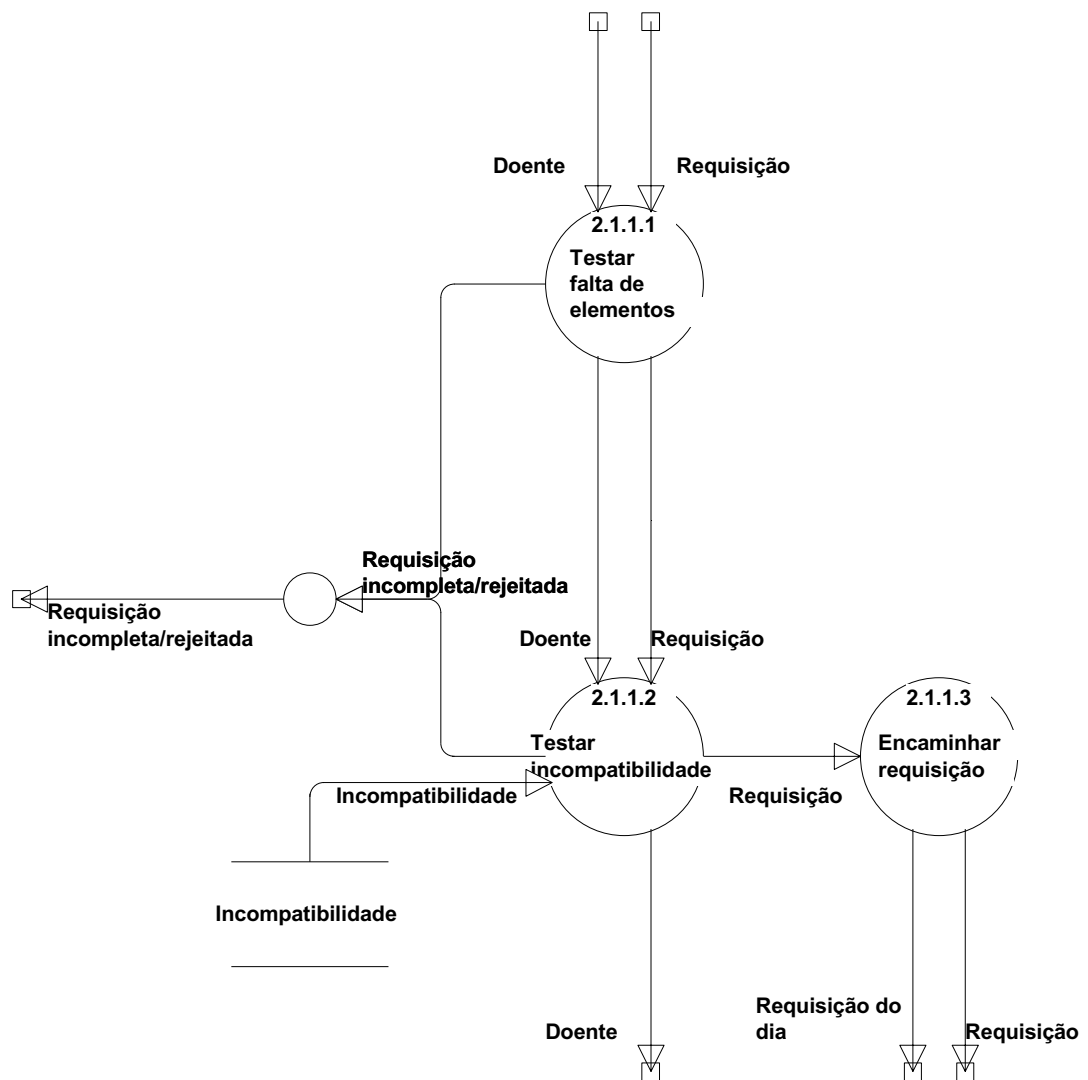 Doente
Requisição
2.1.1.1
Testar
falta de
elementos
Requisição
incompleta/rejeitada
Requisição
incompleta/rejeitada
Doente
Requisição
2.1.1.2
Testar
incompatibilidade
2.1.1.3
Encaminhar
requisição
Incompatibilidade
Requisição
Incompatibilidade
Doente
Requisição do
dia
Requisição